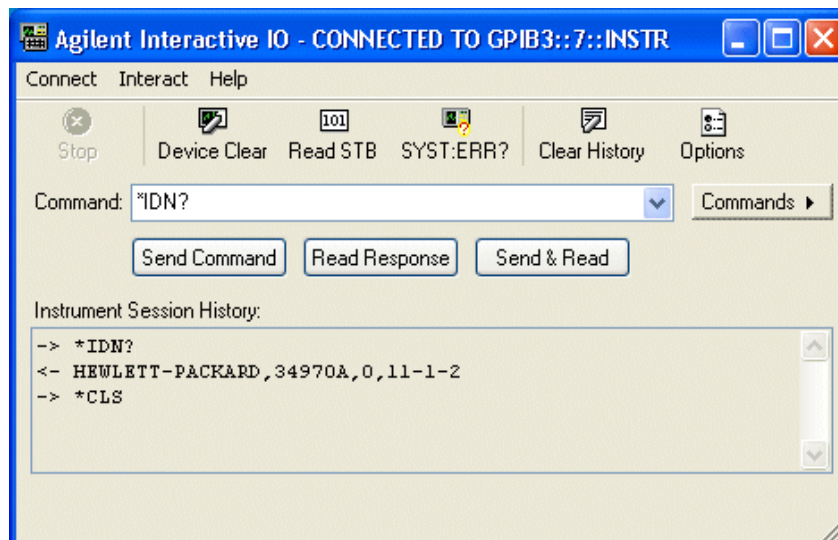 Agilent Interactive IO - CONNECTED TO GPIB3::7::INSTR
Connect Interact Help
101
Stop Device Clear Read STB SYST:ERR? Clear History Options
Command: *IDN? Commands
Send Command Read Response Send & Read
Instrument Session History:
-> *IDN?
<- HEWLETT-PACKARD,34970A,0,11-1-2
-> *CLS